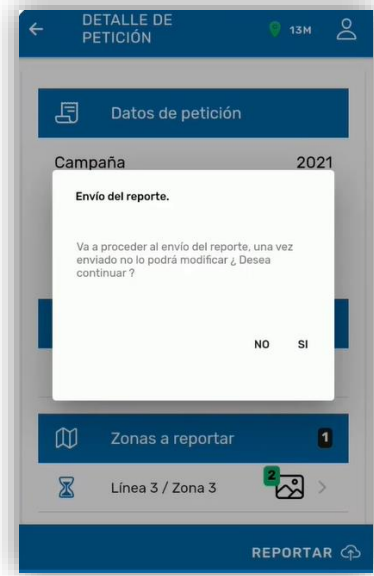 DETALLE DE
PETICIÓN
13M
Datos de petición
Campaña 2021
Envío del reporte.
Va a proceder al envío del reporte, una vez
enviado no lo podrá modificar ¿ Desea
continuar ?
NO SI
Zonas a reportar 1
Línea 3 / Zona 3 2
REPORTAR